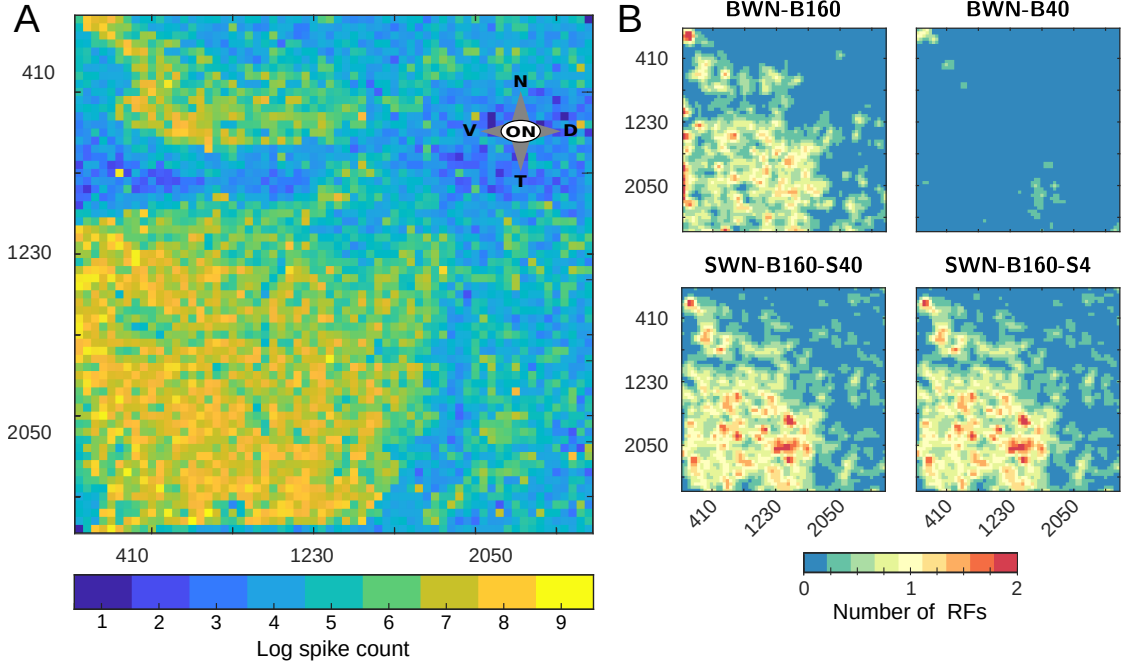 A
410
1230
2050
N
V ON D
T
410 1230 2050
1 2 3 4 5 6 7 8 9
Log spike count
B
BWN-B160 BWN-B40
410
1230
2050
SWN-B160-S40 SWN-B160-S4
410
1230
2050
410 1230 2050 410 1230 2050
0 1 2
Number of RFs